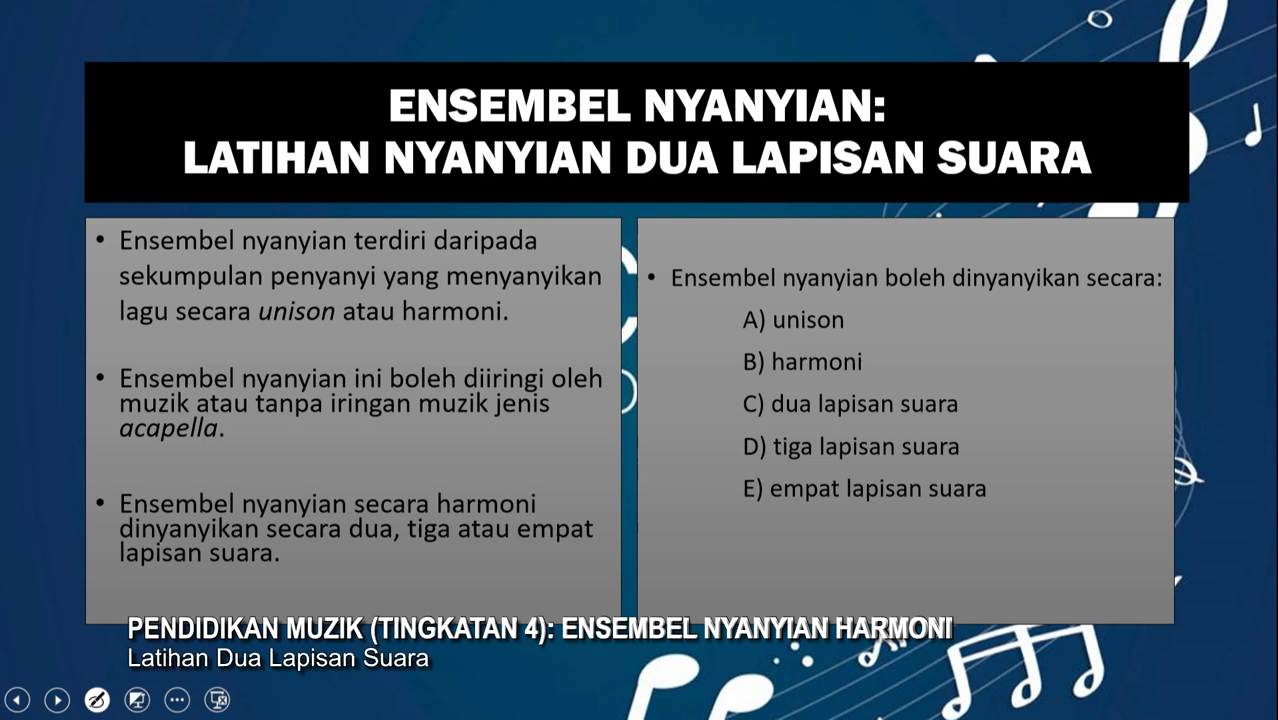 ENSEMBEL NYANYIAN:
LATIHAN NYANYIAN DUA LAPISAN SUARA
• Ensembel nyanyian terdiri daripada
sekumpulan penyanyi yang menyanyikan
lagu secara unison atau harmoni.
• Ensembel nyanyian ini boleh diiringi oleh
muzik atau tanpa iringan muzik jenis
acapella.
• Ensembel nyanyian secara harmoni
dinyanyikan secara dua, tiga atau empat
lapisan suara.
• Ensembel nyanyian boleh dinyanyikan secara:
A) unison
B) harmoni
C) dua lapisan suara
D) tiga lapisan suara
E) empat lapisan suara
PENDIDIKAN MUZIK (TINGKATAN 4): ENSEMBEL NYANYIAN HARMONI
Latihan Dua Lapisan Suara